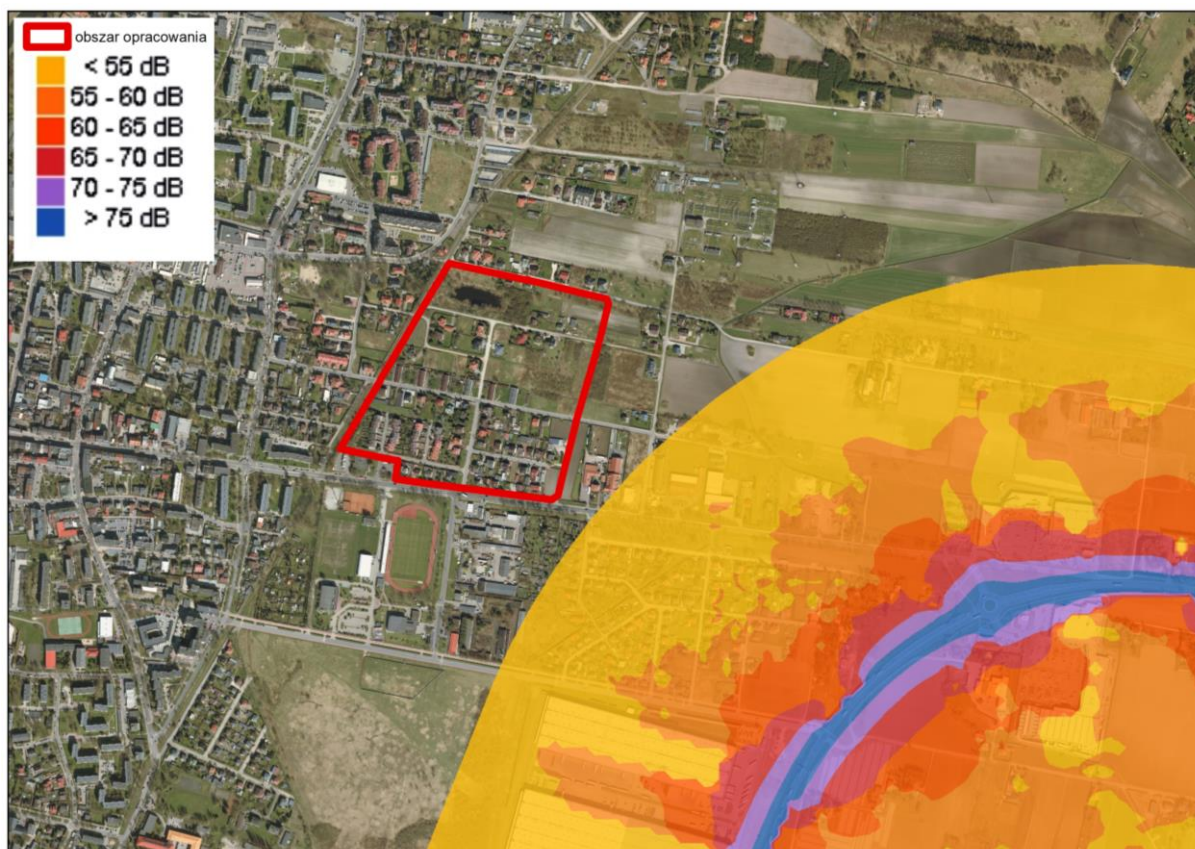 obszar opracowania
< 55 dB
55 - 60 dB
60 - 65 dB
65 - 70 dB
70 - 75 dB
> 75 dB